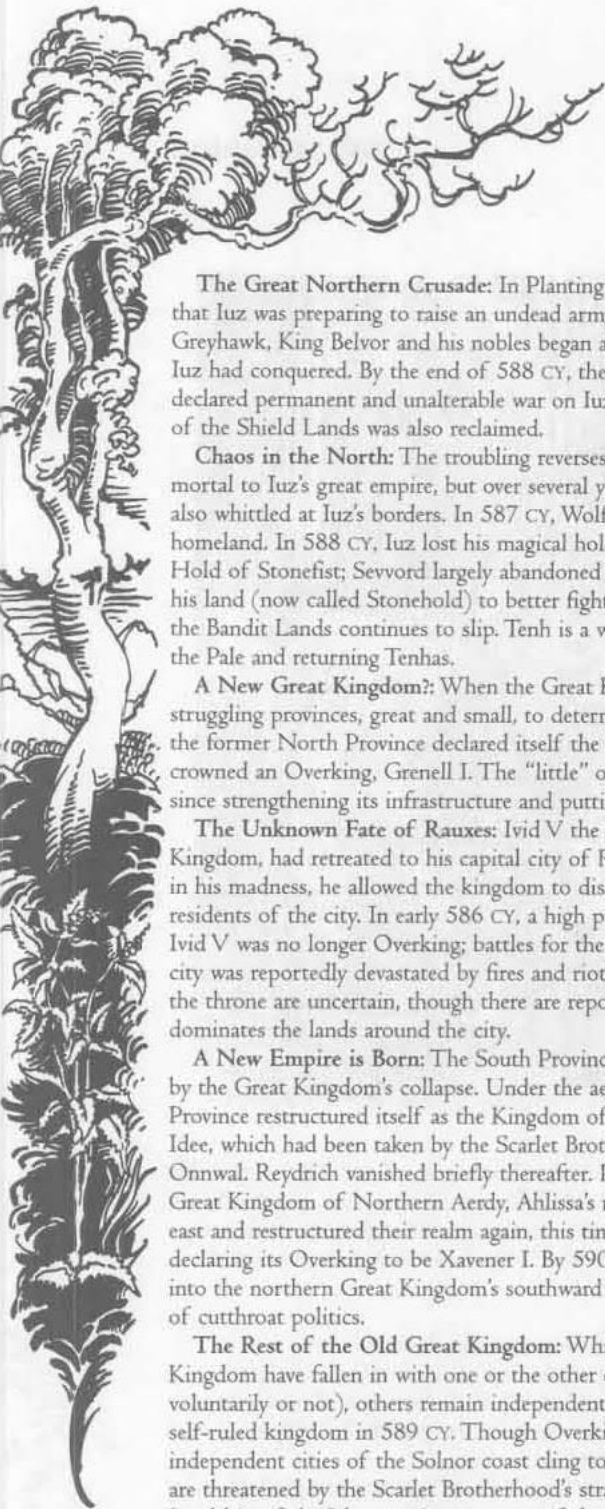 The Great Northern Crusade: In Planting
that Iuz was preparing to raise an undead arm
Greyhawk, King Belvor and his nobles began a
Iuz had conquered. By the end of 588 CY, the
declared permanent and unalterable war on Iuz
of the Shield Lands was also reclaimed.
Chaos in the North: The troubling reverses
mortal to Iuz's great empire, but over several y
also whittled at Iuz's borders. In 587 CY, Wolf
homeland. In 588 CY, Iuz lost his magical hol
Hold of Stonefist; Sevvord largely abandoned
his land (now called Stonehold) to better fight
the Bandit Lands continues to slip. Tenh is a w
the Pale and returning Tenhas.
A New Great Kingdom?: When the Great
struggling provinces, great and small, to determ
the former North Province declared itself the
crowned an Overking, Grenell I. The "little" o
since strengthening its infrastructure and putti
The Unknown Fate of Rauxes: Ivid V the
Kingdom, had retreated to his capital city of
in his madness, he allowed the kingdom to dis
residents of the city. In early 586 CY, a high p
Ivid V was no longer Overking; battles for the
city was reportedly devastated by fires and riot
the throne are uncertain, though there are repo
dominates the lands around the city.
A New Empire is Born: The South Provinc
by the Great Kingdom's collapse. Under the ae
Province restructured itself as the Kingdom of
Idee, which had been taken by the Scarlet Brot
Onnwal. Reydrich vanished briefly thereafter.
Great Kingdom of Northern Aerdy, Ahlissa's
east and restructured their realm again, this tim
declaring its Overking to be Xavener I. By 590
into the northern Great Kingdom's southward
of cutthroat politics.
The Rest of the Old Great Kingdom: Whi
Kingdom have fallen in with one or the other
voluntarily or not), others remain independent
self-ruled kingdom in 589 CY. Though Overki
independent cities of the Solnor coast cling to
are threatened by the Scarlet Brotherhood's str